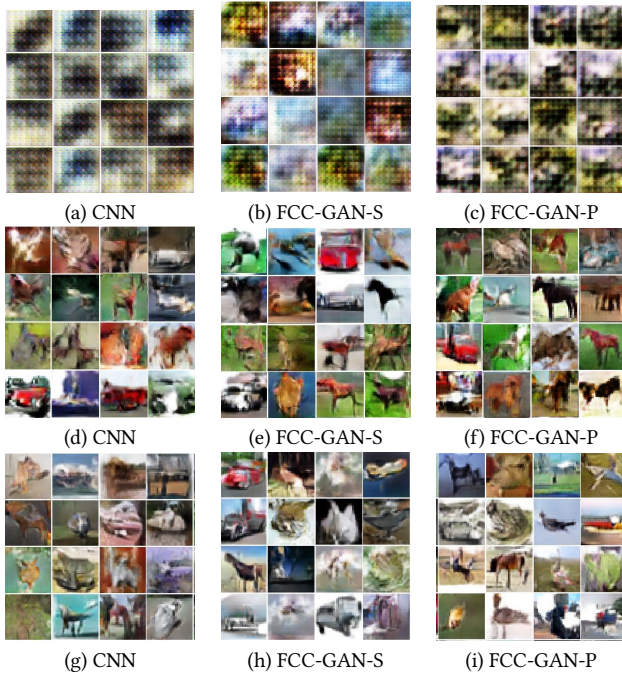 (a) CNN
(b) FCC-GAN-S
(c) FCC-GAN-P
(d) CNN
(e) FCC-GAN-S
(f) FCC-GAN-P
(g) CNN
(h) FCC-GAN-S
(i) FCC-GAN-P